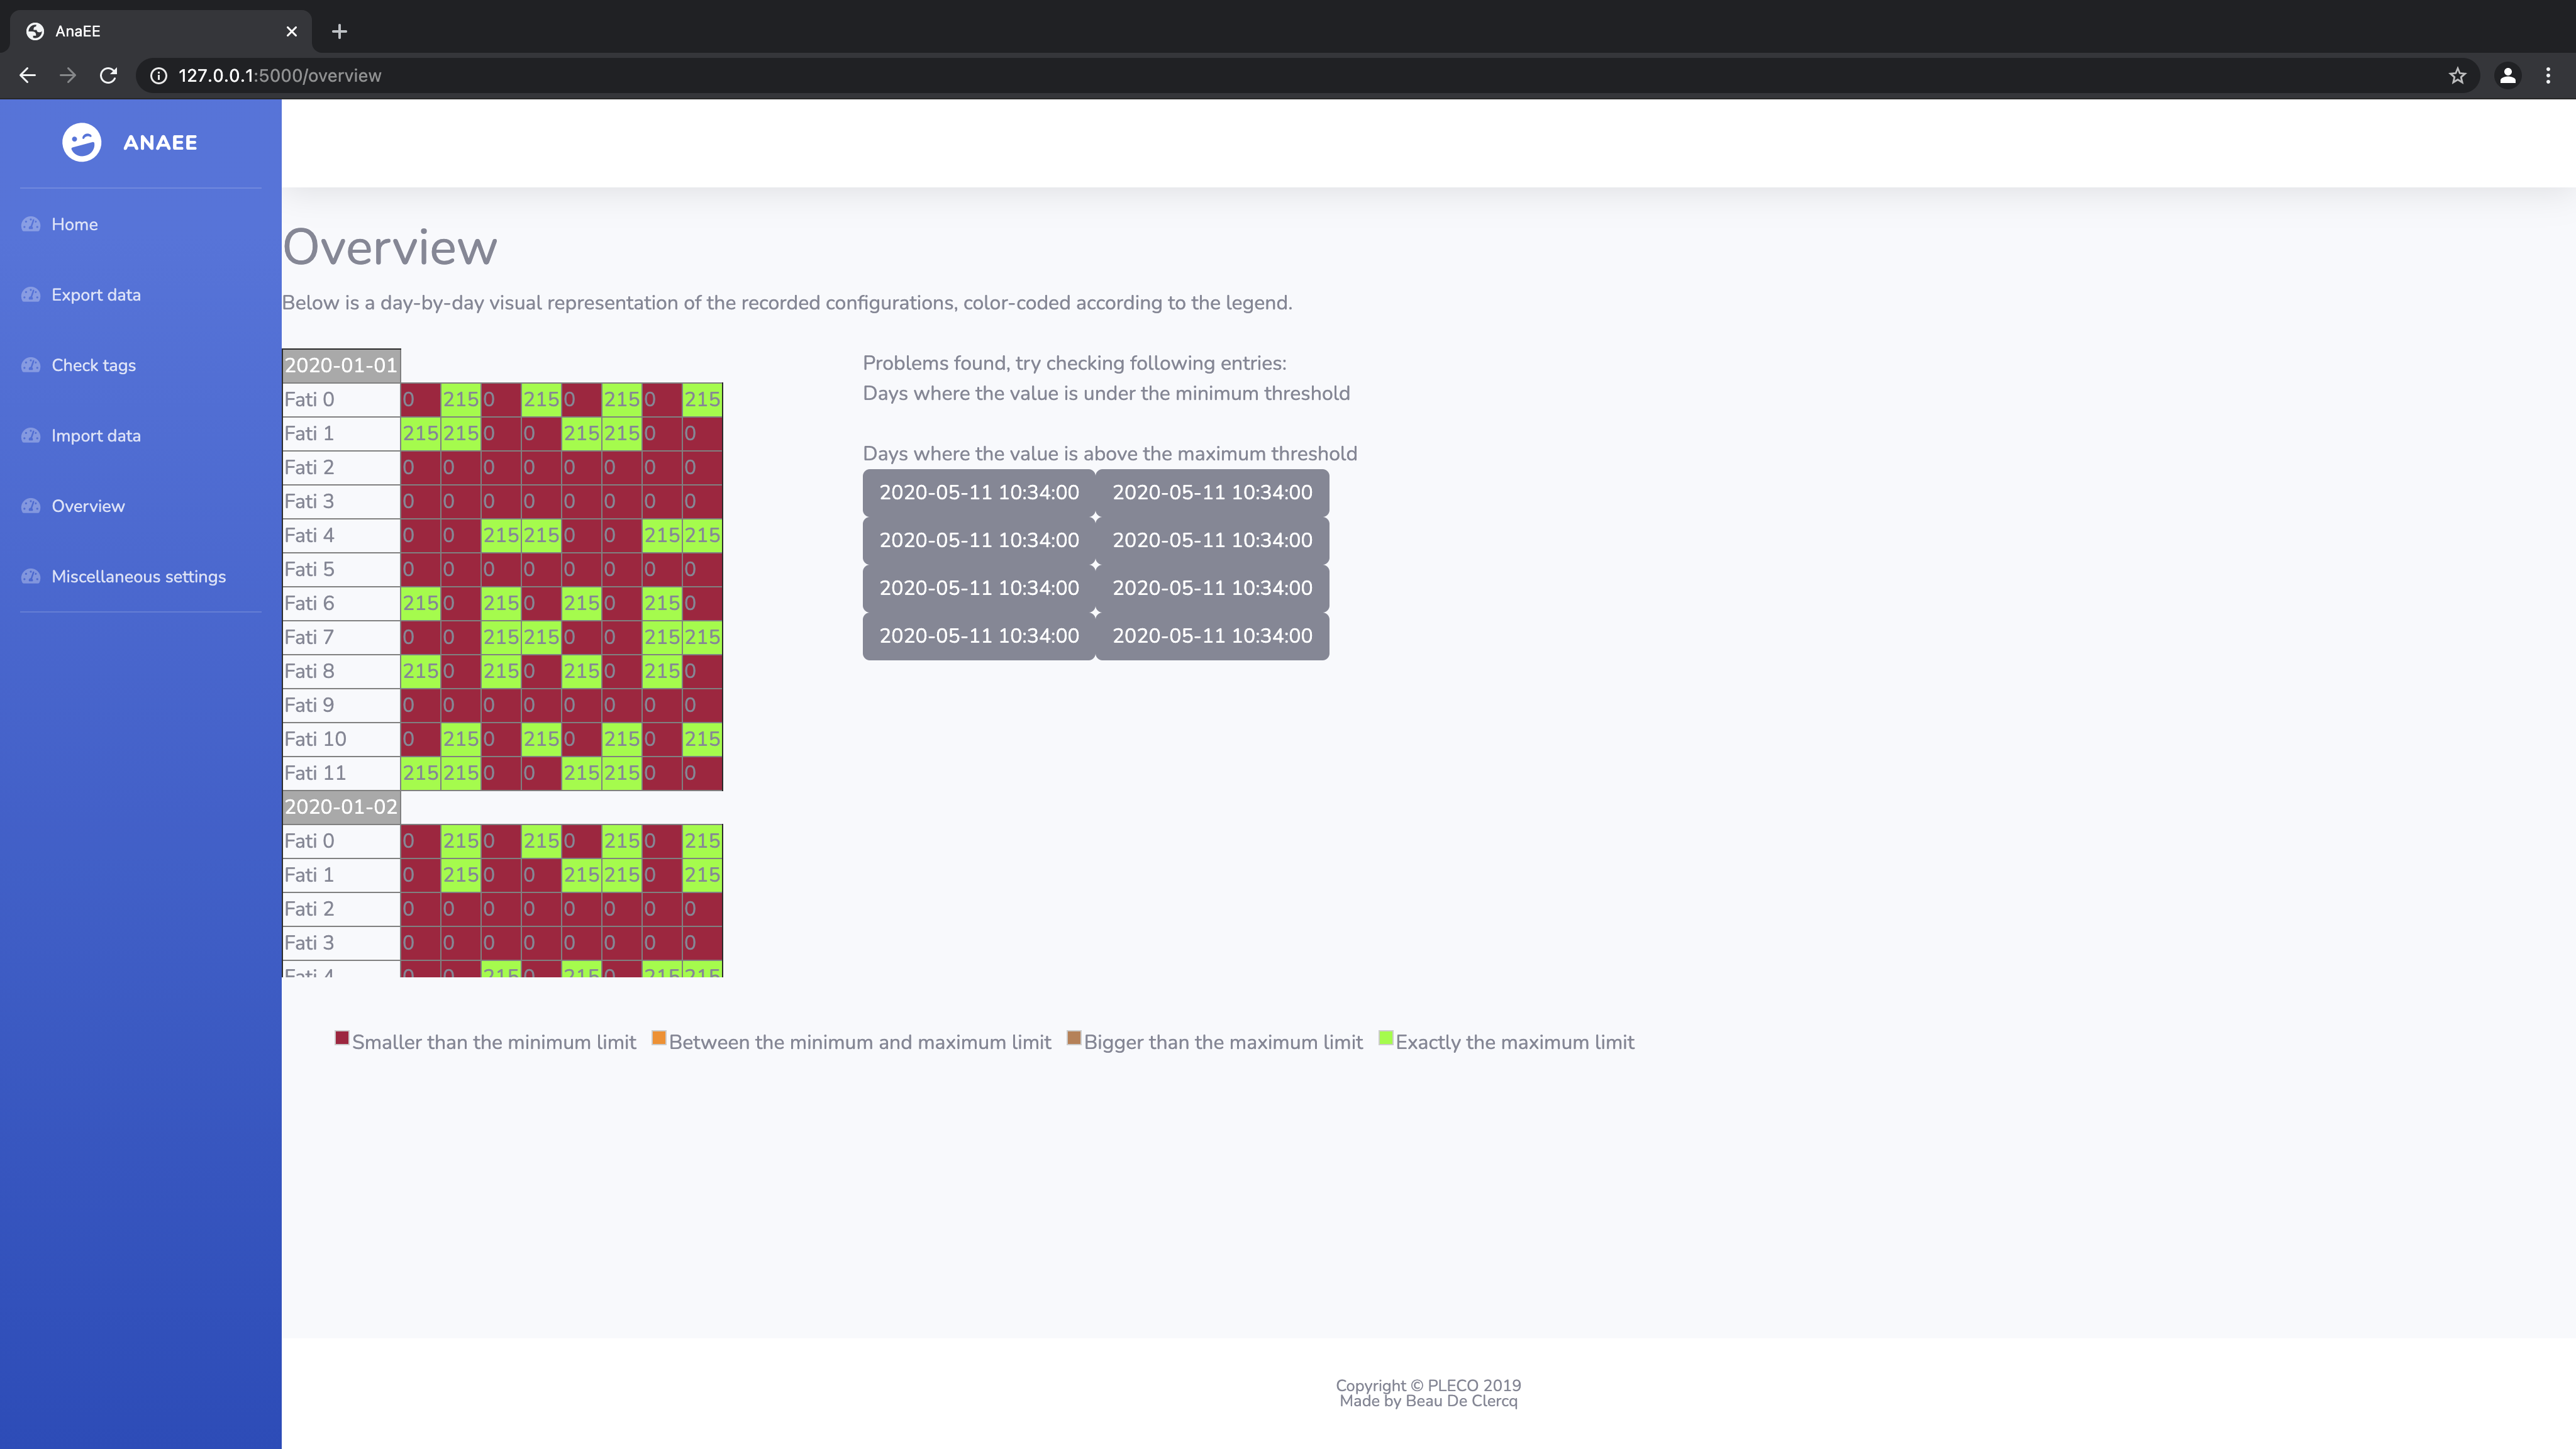 AnaEE
127.0.0.1:5000/overview
ANAEE
Home
Export data
Check tags
Import data
Overview
Miscellaneous settings
Overview
Below is a day-by-day visual representation of the recorded configurations, color-coded according to the legend.
2020-01-01
Fati 0 0 215 0 215 0 215 0 215
Fati 1 215 215 0 0 215 215 0 0
Fati 2 0 0 0 0 0 0 0 0
Fati 3 0 0 0 0 0 0 0 0
Fati 4 0 0 215 215 0 0 215 215
Fati 5 0 0 0 0 0 0 0 0
Fati 6 215 0 215 0 215 0 215 0
Fati 7 0 0 215 215 0 0 215 215
Fati 8 215 0 215 0 215 0 215 0
Fati 9 0 0 0 0 0 0 0 0
Fati 10 0 215 0 215 0 215 0 215
Fati 11 215 215 0 0 215 215 0 0
2020-01-02
Fati 0 0 215 0 215 0 215 0 215
Fati 1 0 215 0 0 215 215 0 215
Fati 2 0 0 0 0 0 0 0 0
Fati 3 0 0 0 0 0 0 0 0
Fati 4 0 0 215 0 215 0 215 215
Problems found, try checking following entries:
Days where the value is under the minimum threshold
Days where the value is above the maximum threshold
2020-05-11 10:34:00 2020-05-11 10:34:00
2020-05-11 10:34:00 2020-05-11 10:34:00
2020-05-11 10:34:00 2020-05-11 10:34:00
2020-05-11 10:34:00 2020-05-11 10:34:00
Smaller than the minimum limit Between the minimum and maximum limit Bigger than the maximum limit Exactly the maximum limit
Copyright © PLECO 2019
Made by Beau De Clercq